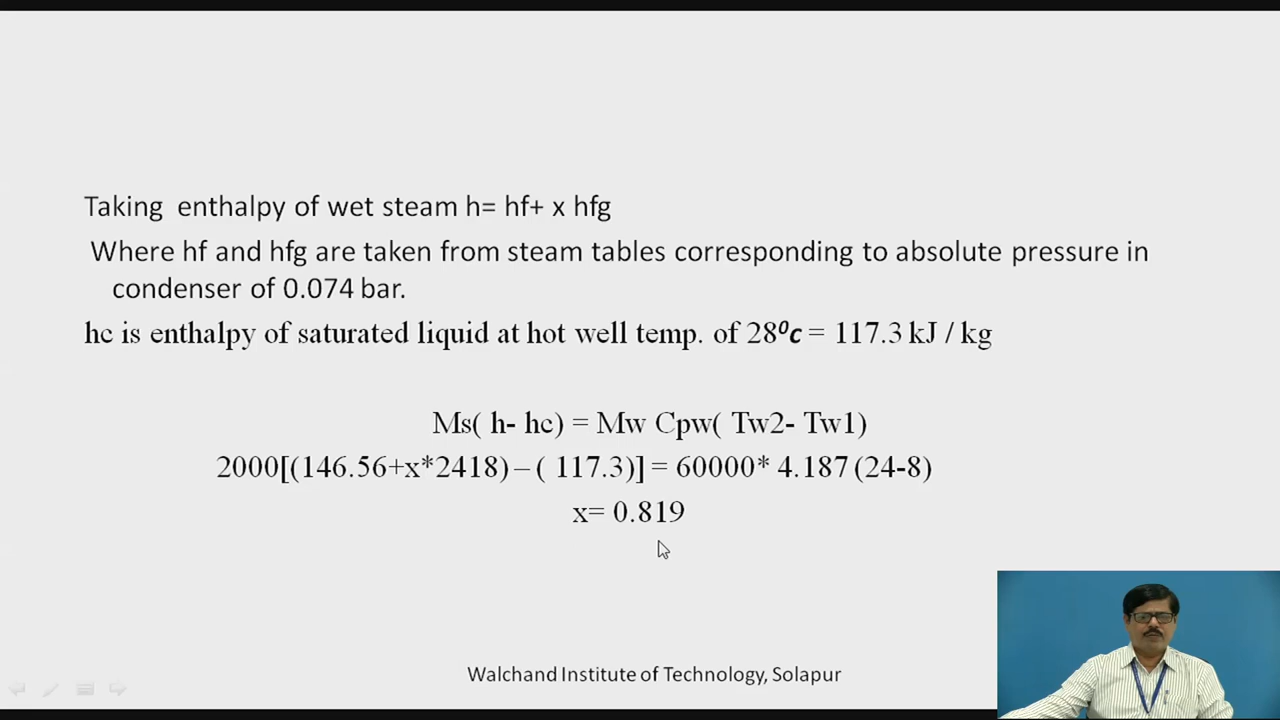 Taking enthalpy of wet steam h= hf+ x hfg
Where hf and hfg are taken from steam tables corresponding to absolute pressure in
condenser of 0.074 bar.
hc is enthalpy of saturated liquid at hot well temp. of 28⁰c = 117.3 kJ / kg
Ms( h- hc) = Mw Cpw( Tw2- Tw1)
2000[(146.56+x*2418) – ( 117.3)] = 60000* 4.187 (24-8)
x= 0.819
Walchand Institute of Technology, Solapur